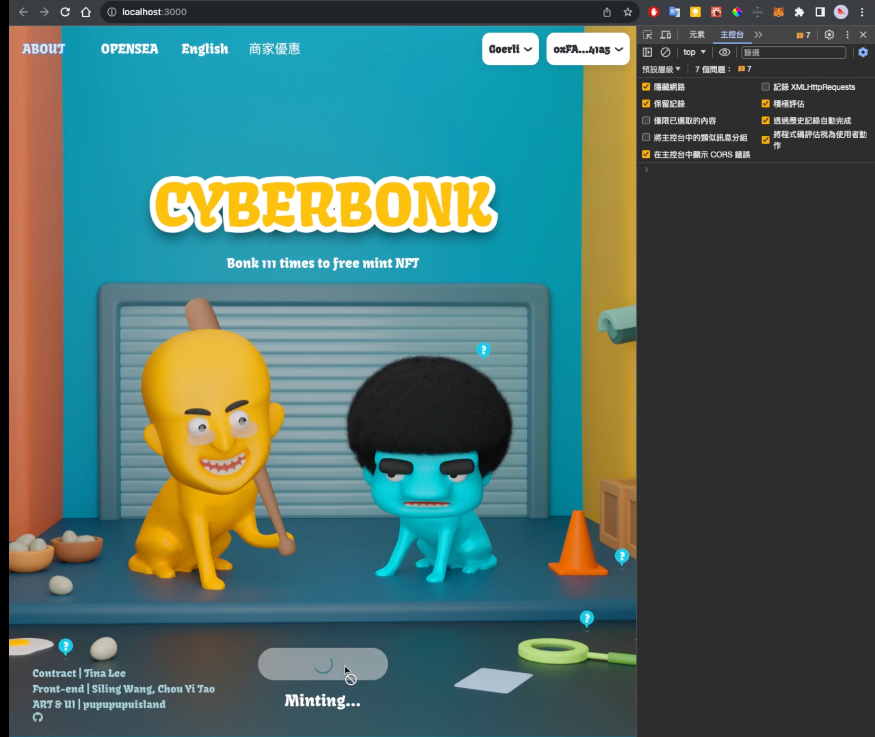 localhost:3000
ABOUT OPENSEA English 商家優惠 Goerli 0xFA...41a5
CYBERBONK
Bonk 111 times to free mint NFT
?
?
?
?
Contract | Tina Lee
Front-end | Siling Wang, Chou Yi Tao
ART & UI | pupupupuisland
Minting...
元素 主控台 7
top 篩選
預設層級 7 個問題： 7
隱藏網路 記錄 XMLHttpRequests
保留記錄 積極評估
僅限已選取的內容 透過歷史記錄自動完成
將主控台中的類似訊息分組 將程式碼評估視為使用者動作
在主控台中顯示 CORS 錯誤